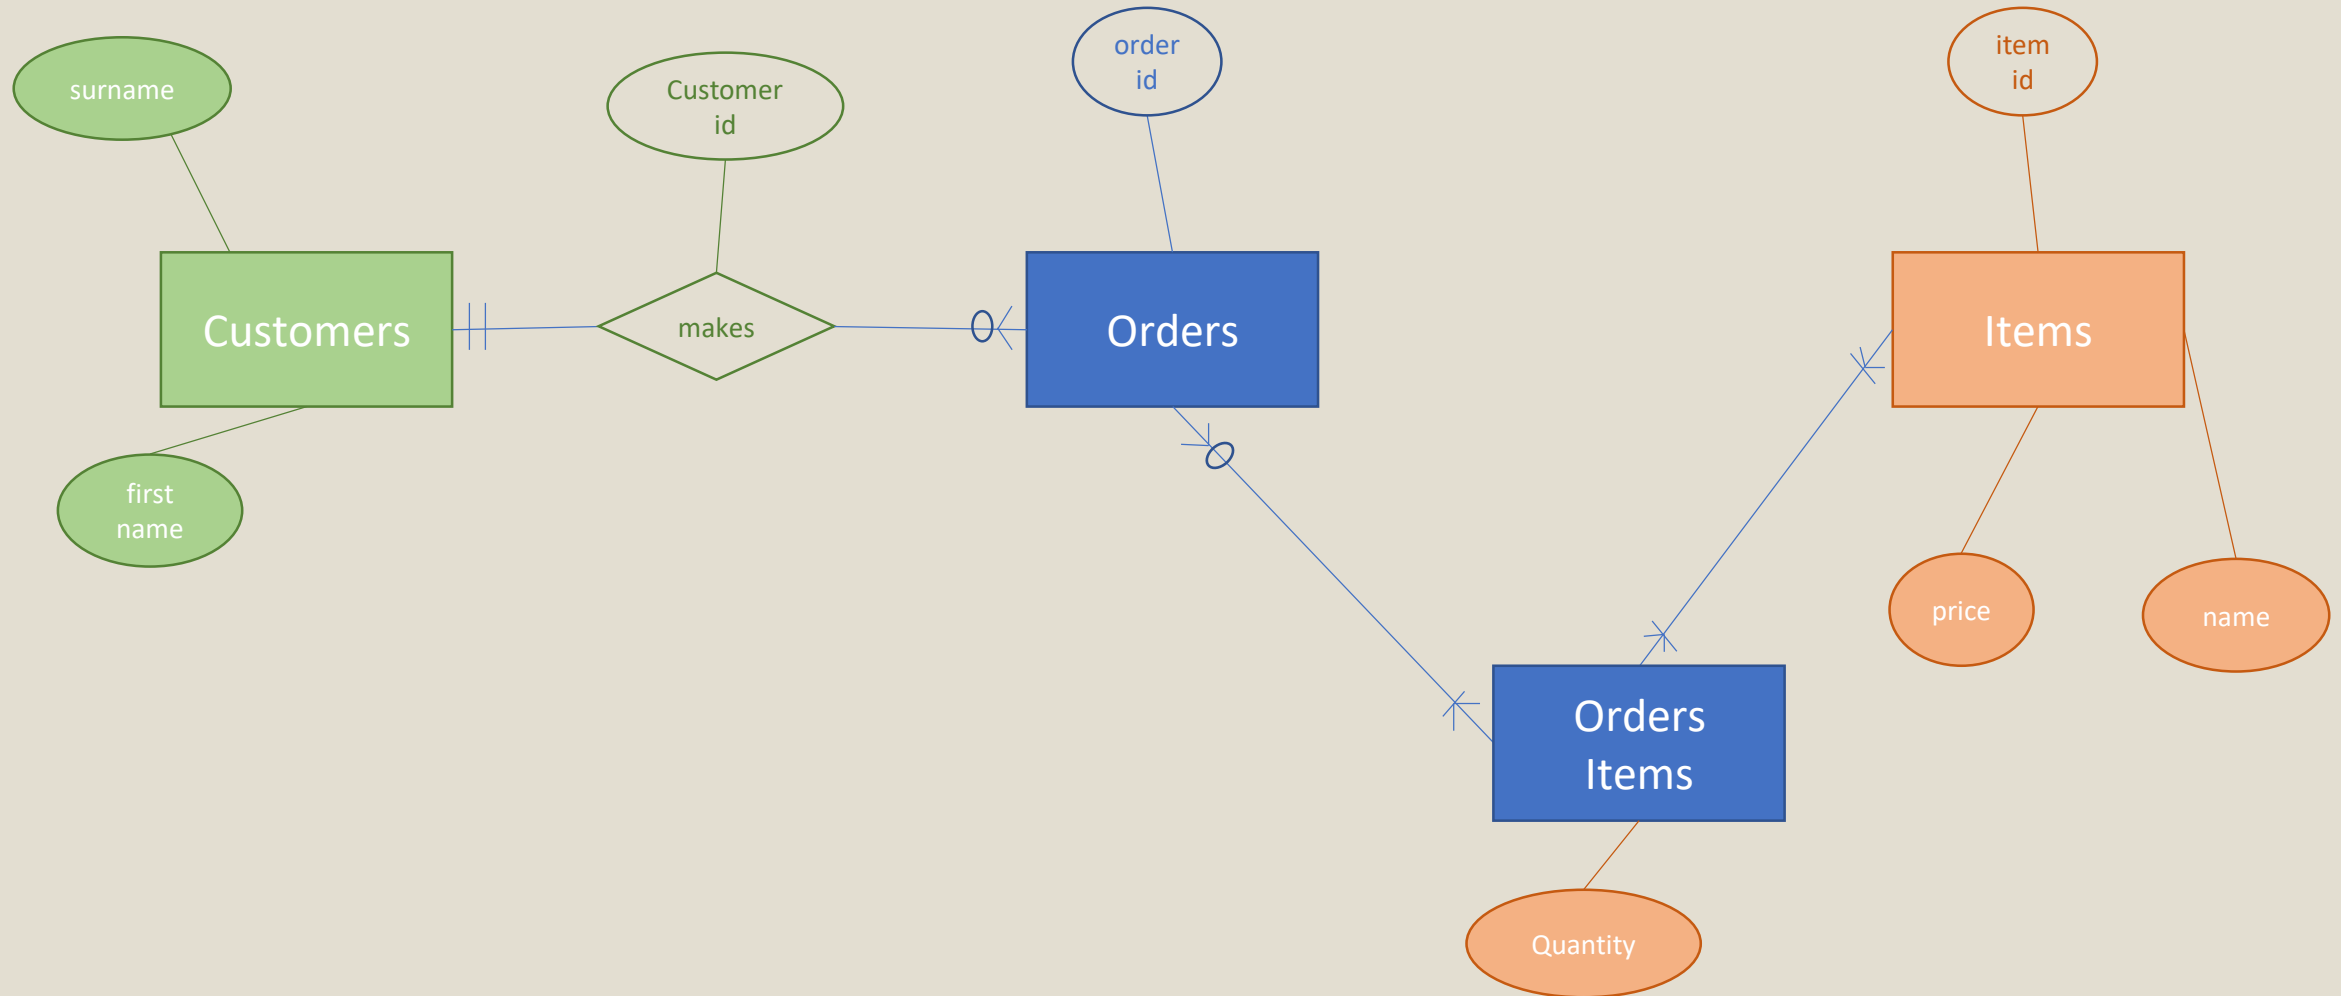 surname
Customer
id
order
id
item
id
Customers
makes
Orders
Items
first
name
price
name
Orders
Items
Quantity